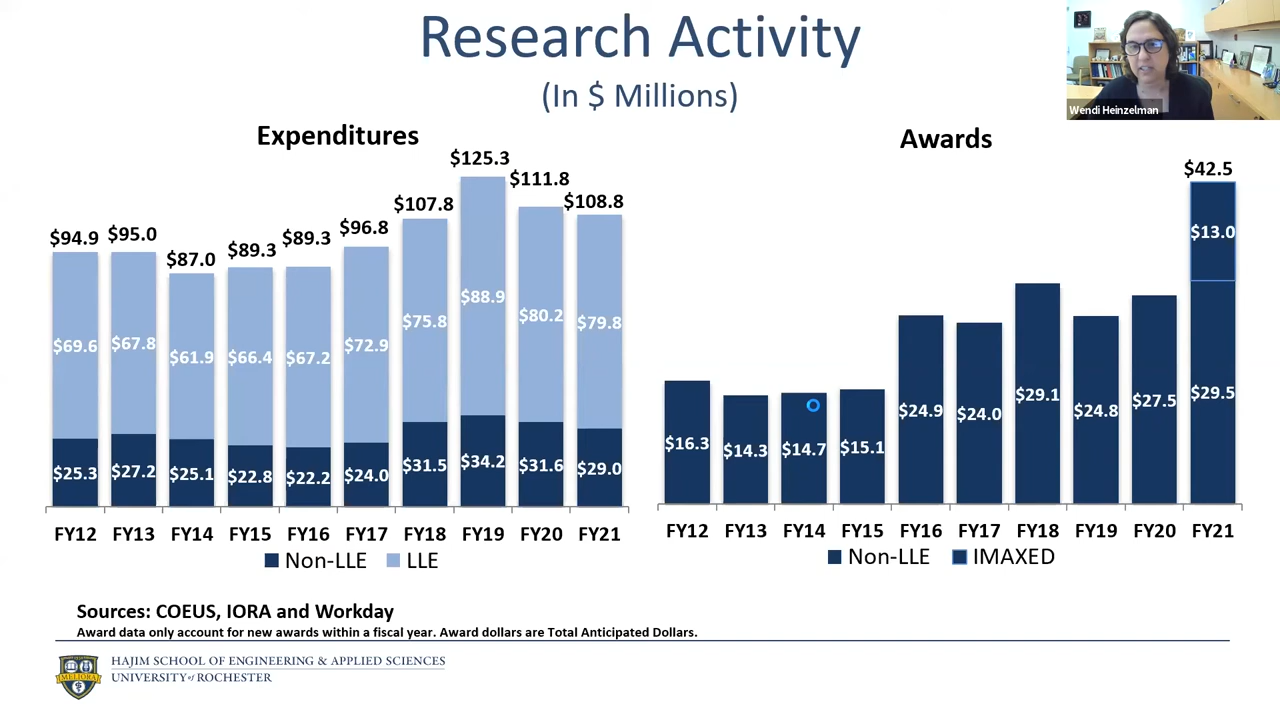 Research Activity
(In $ Millions)
Wendi Heinzelman
Expenditures
$94.9 $95.0 $87.0 $89.3 $89.3 $96.8 $107.8 $125.3 $111.8 $108.8
$69.6 $67.8 $61.9 $66.4 $67.2 $72.9 $75.8 $88.9 $80.2 $79.8
$25.3 $27.2 $25.1 $22.8 $22.2 $24.0 $31.5 $34.2 $31.6 $29.0
FY12 FY13 FY14 FY15 FY16 FY17 FY18 FY19 FY20 FY21
Non-LLE LLE
Awards
$42.5
$13.0
$16.3 $14.3 $14.7 $15.1 $24.9 $24.0 $29.1 $24.8 $27.5 $29.5
FY12 FY13 FY14 FY15 FY16 FY17 FY18 FY19 FY20 FY21
Non-LLE IMAXED
Sources: COEUS, IORA and Workday
Award data only account for new awards within a fiscal year. Award dollars are Total Anticipated Dollars.
MELIORA
HAJIM SCHOOL OF ENGINEERING & APPLIED SCIENCES
UNIVERSITY of ROCHESTER